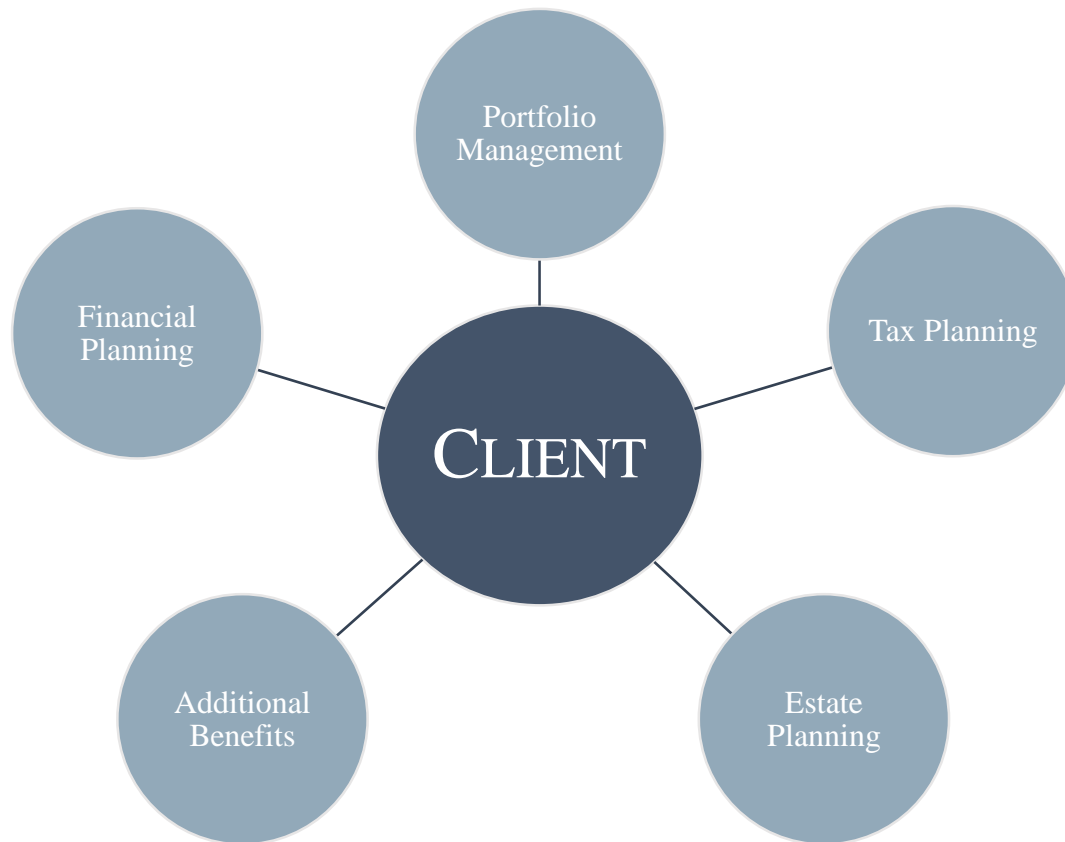 Portfolio
Management
Financial
Planning
Tax Planning
CLIENT
Additional
Benefits
Estate
Planning